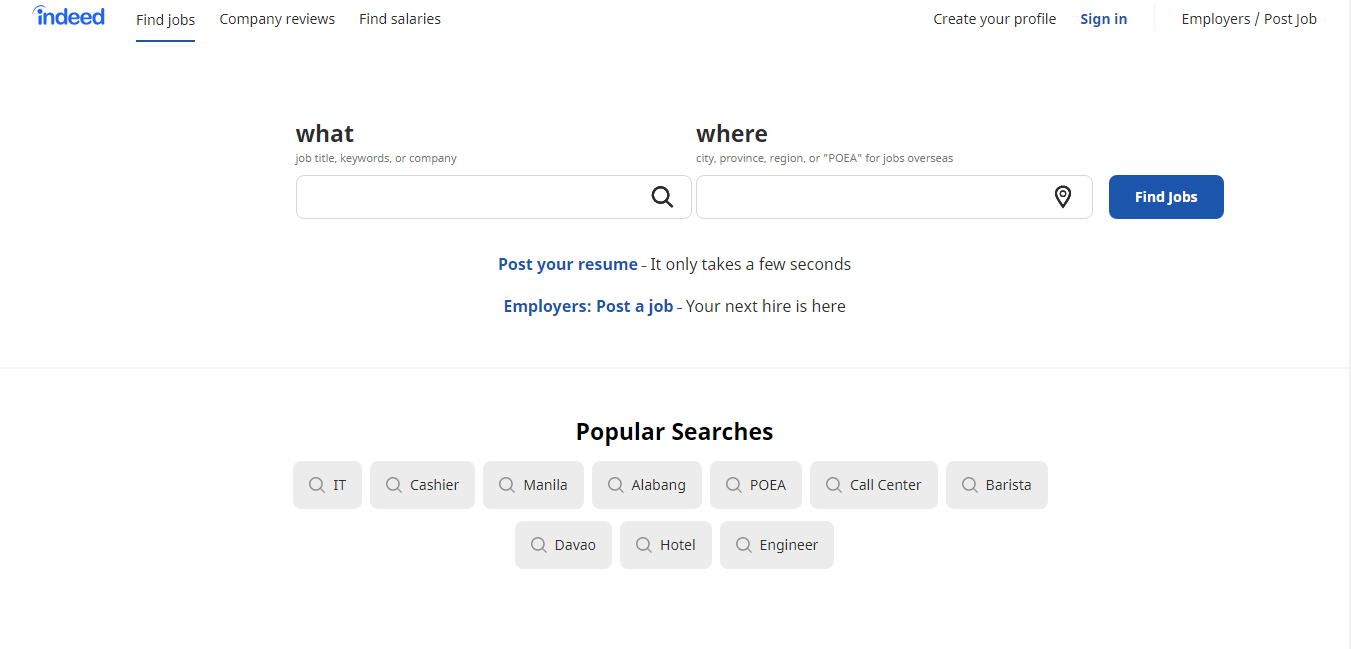 indeed Find jobs Company reviews Find salaries Create your profile Sign in Employers / Post Job
what where
job title, keywords, or company city, province, region, or "POEA" for jobs overseas
Find Jobs
Post your resume - It only takes a few seconds
Employers: Post a job - Your next hire is here
Popular Searches
IT Cashier Manila Alabang POEA Call Center Barista
Davao Hotel Engineer